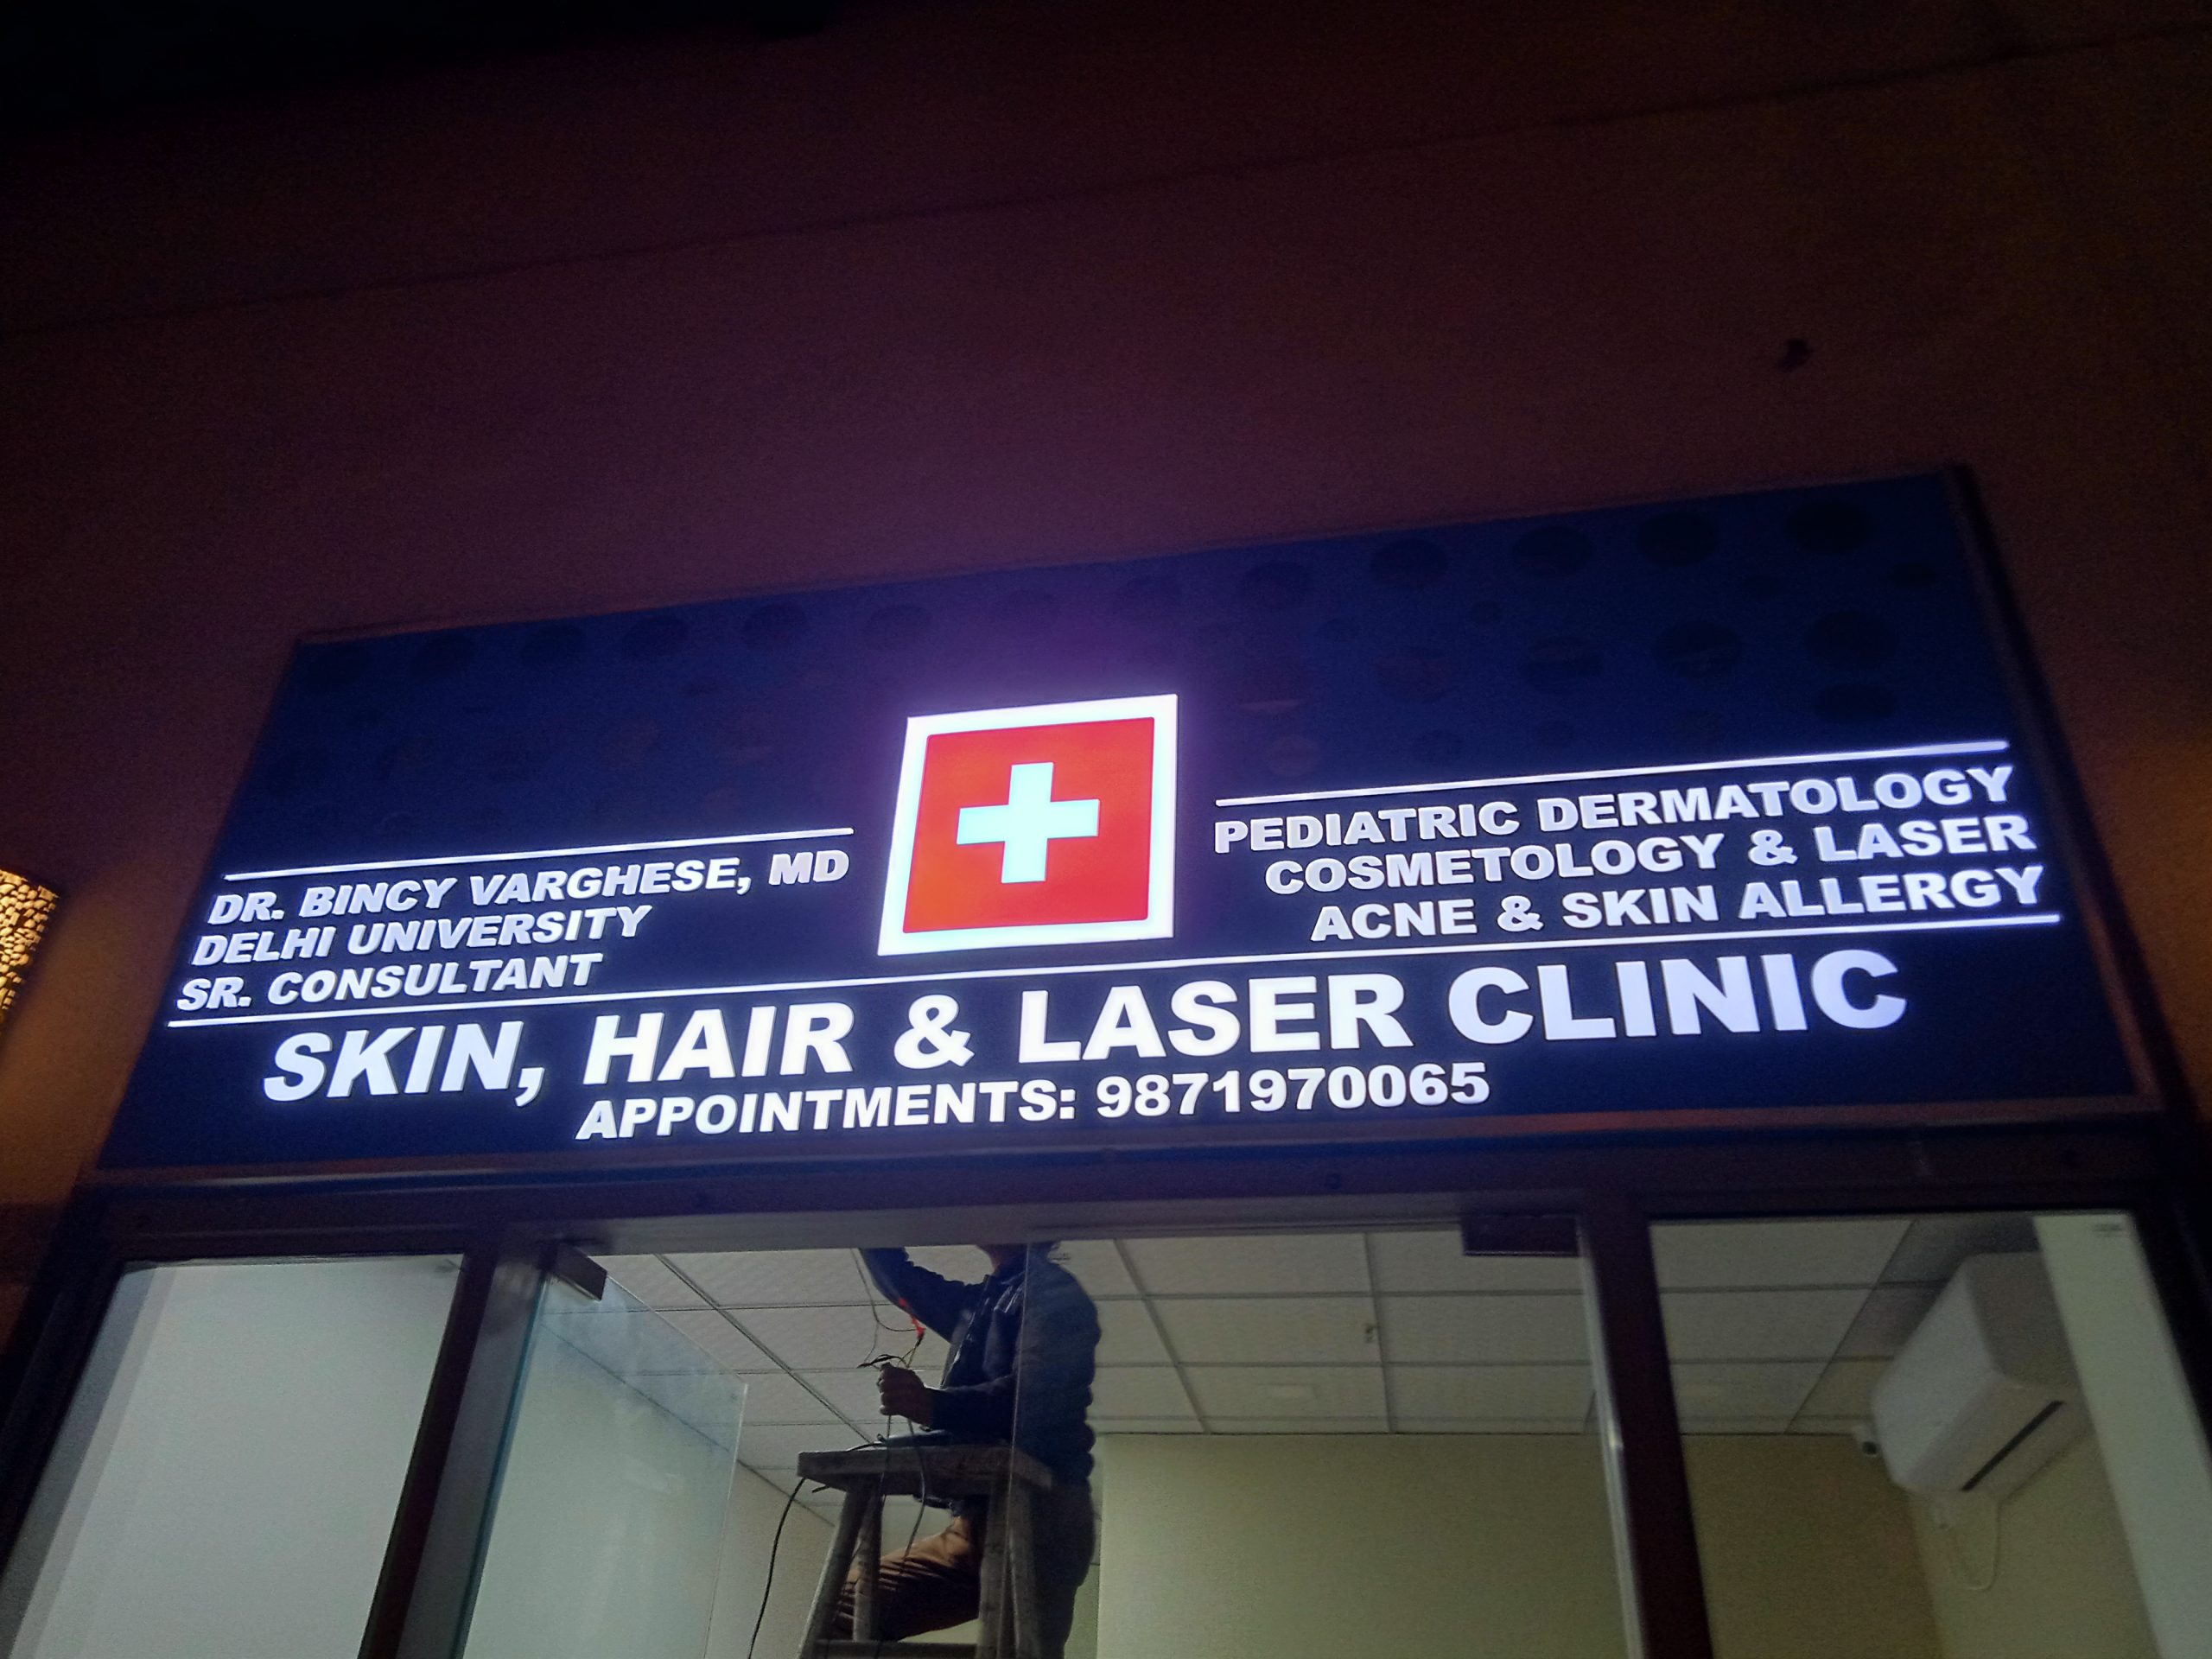 DR. BINCY VARGHESE, MD
DELHI UNIVERSITY
SR. CONSULTANT
PEDIATRIC DERMATOLOGY
COSMETOLOGY & LASER
ACNE & SKIN ALLERGY
SKIN, HAIR & LASER CLINIC
APPOINTMENTS: 9871970065